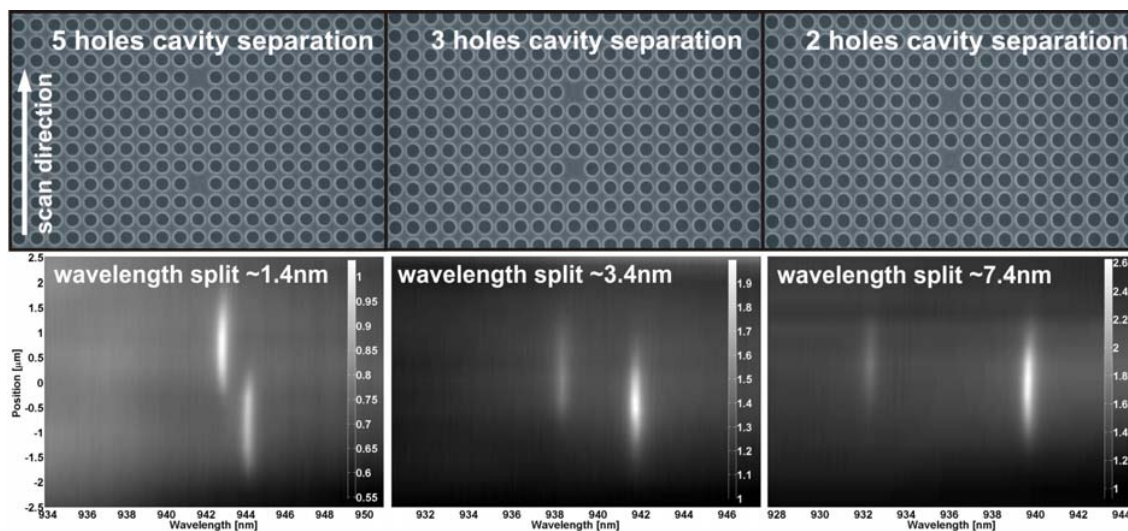 5 holes cavity separation
3 holes cavity separation
2 holes cavity separation
scan direction
wavelength split ~1.4nm
wavelength split ~3.4nm
wavelength split ~7.4nm
Position [µm]
2.5
2
1.5
1
0.5
0
-0.5
-1
-1.5
-2
-2.5
1
0.95
0.9
0.85
0.8
0.75
0.7
0.65
0.6
0.55
1.9
1.8
1.7
1.6
1.5
1.4
1.3
1.2
1.1
1
2.6
2.4
2.2
2
1.8
1.6
1.4
1.2
1
934 936 938 940 942 944 946 948 950
932 934 936 938 940 942 944 946
928 930 932 934 936 938 940 942 944
Wavelength [nm]
Wavelength [nm]
Wavelength [nm]